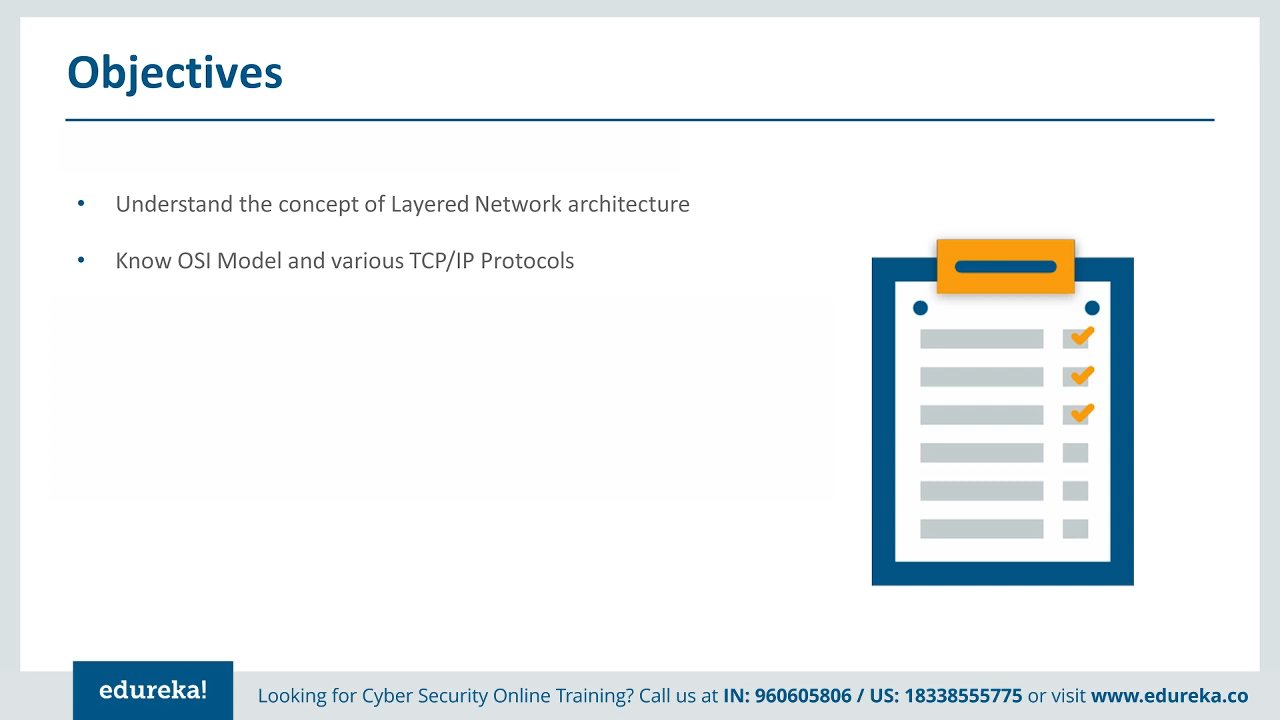 Objectives
• Understand the concept of Layered Network architecture
• Know OSI Model and various TCP/IP Protocols
edureka!
Looking for Cyber Security Online Training? Call us at IN: 960605806 / US: 18338555775 or visit www.edureka.co